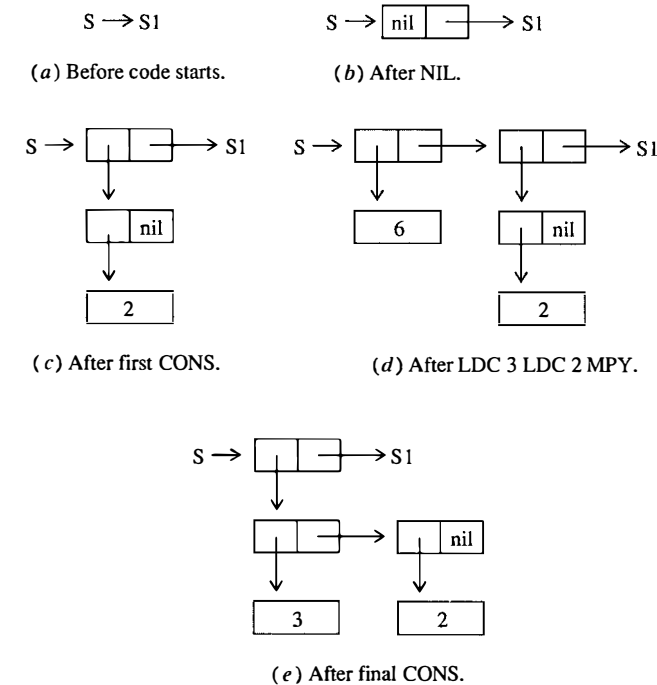 S → S1
S → nil → S1
(a) Before code starts.
(b) After NIL.
S → → S1
S → → → S1
nil
6
nil
2
2
(c) After first CONS.
(d) After LDC 3 LDC 2 MPY.
S → → S1
→ nil
3
2
(e) After final CONS.